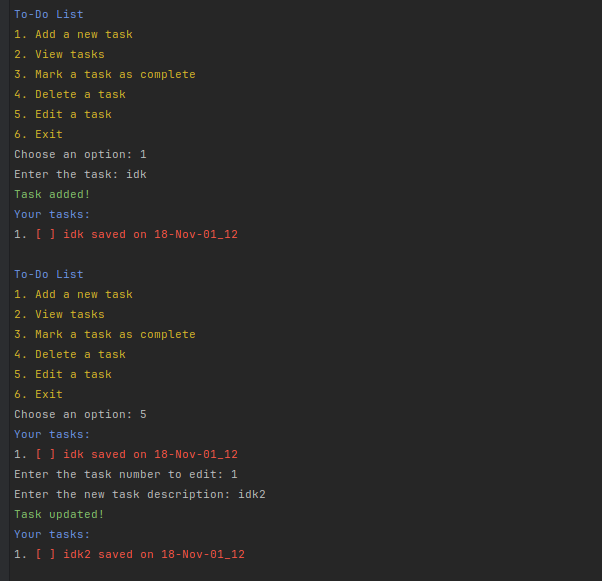 To-Do List
1. Add a new task
2. View tasks
3. Mark a task as complete
4. Delete a task
5. Edit a task
6. Exit
Choose an option: 1
Enter the task: idk
Task added!
Your tasks:
1. [ ] idk saved on 18-Nov-01_12
To-Do List
1. Add a new task
2. View tasks
3. Mark a task as complete
4. Delete a task
5. Edit a task
6. Exit
Choose an option: 5
Your tasks:
1. [ ] idk saved on 18-Nov-01_12
Enter the task number to edit: 1
Enter the new task description: idk2
Task updated!
Your tasks:
1. [ ] idk2 saved on 18-Nov-01_12